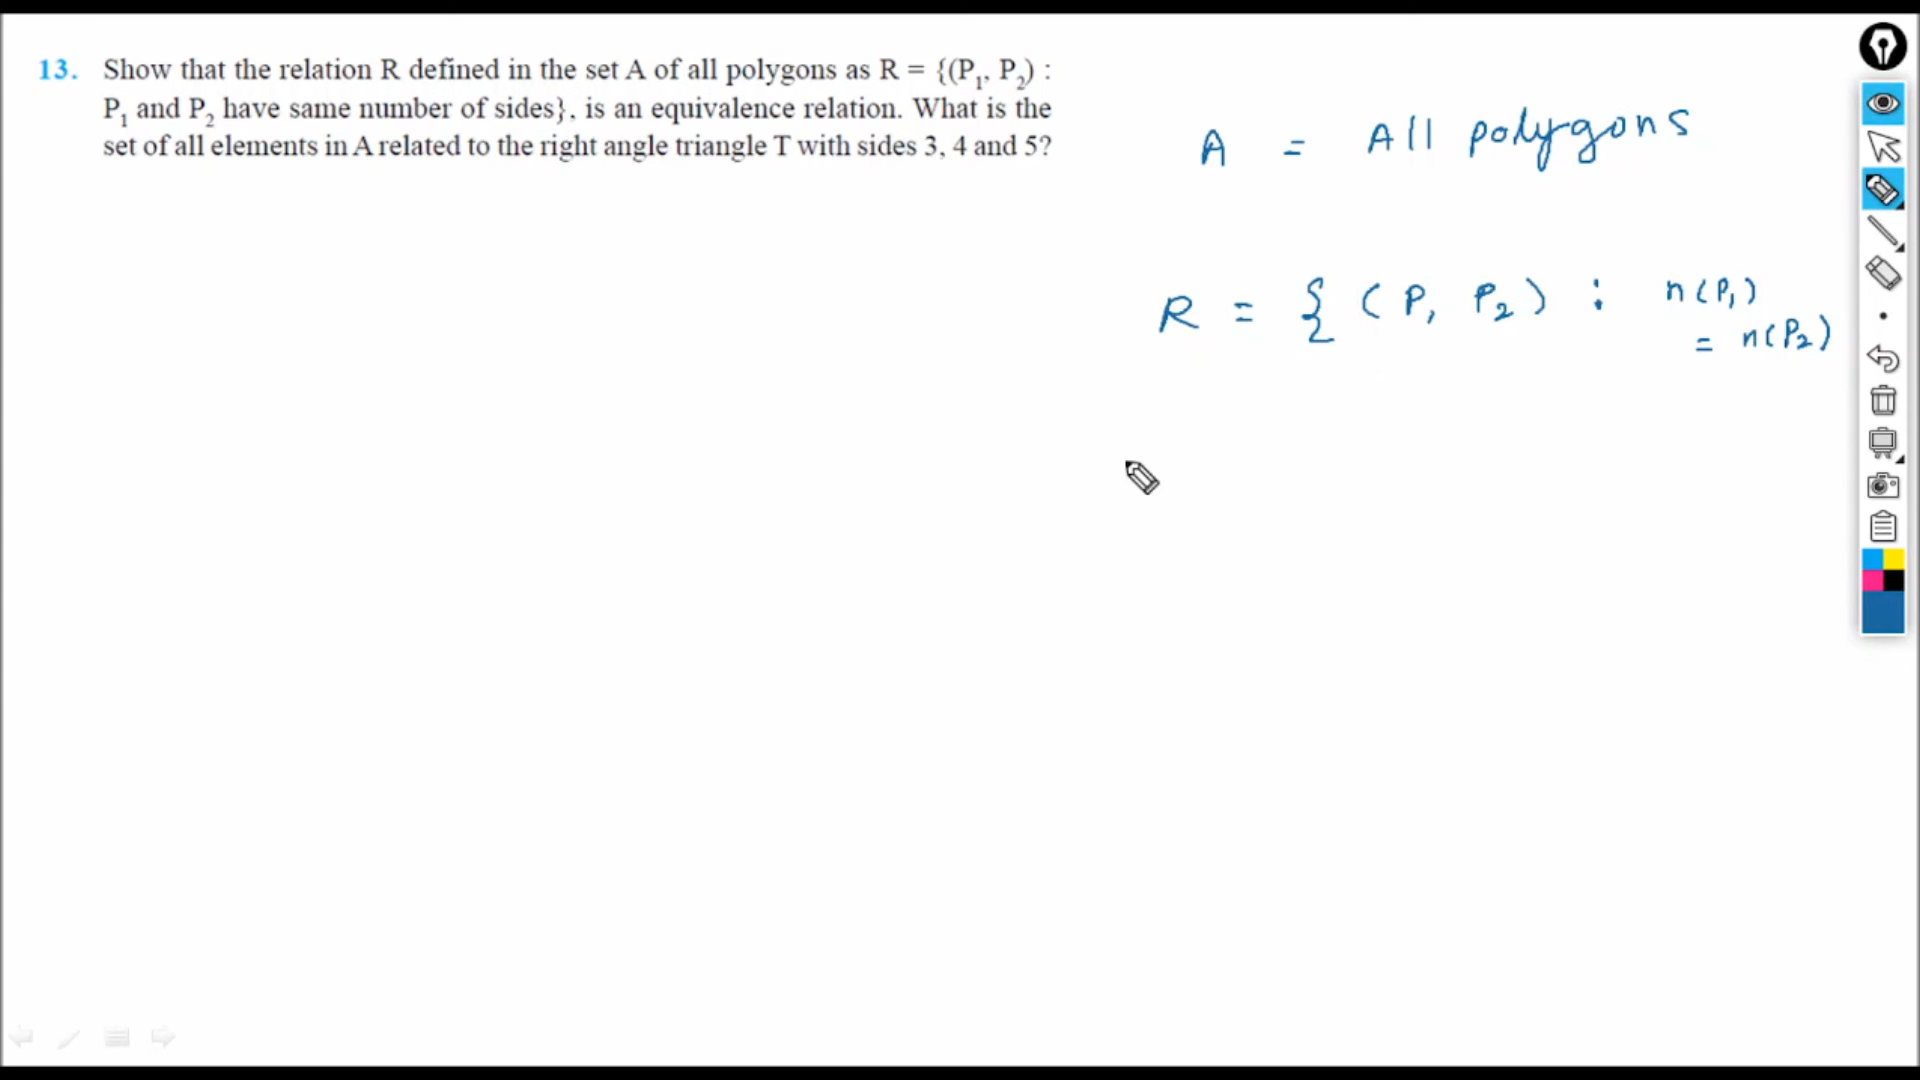 13. Show that the relation R defined in the set A of all polygons as R = {(P₁, P₂) :
P₁ and P₂ have same number of sides}, is an equivalence relation. What is the
set of all elements in A related to the right angle triangle T with sides 3, 4 and 5?
A = All polygons
R = { (P, P₂) : n(P₁)
= n(P₂)